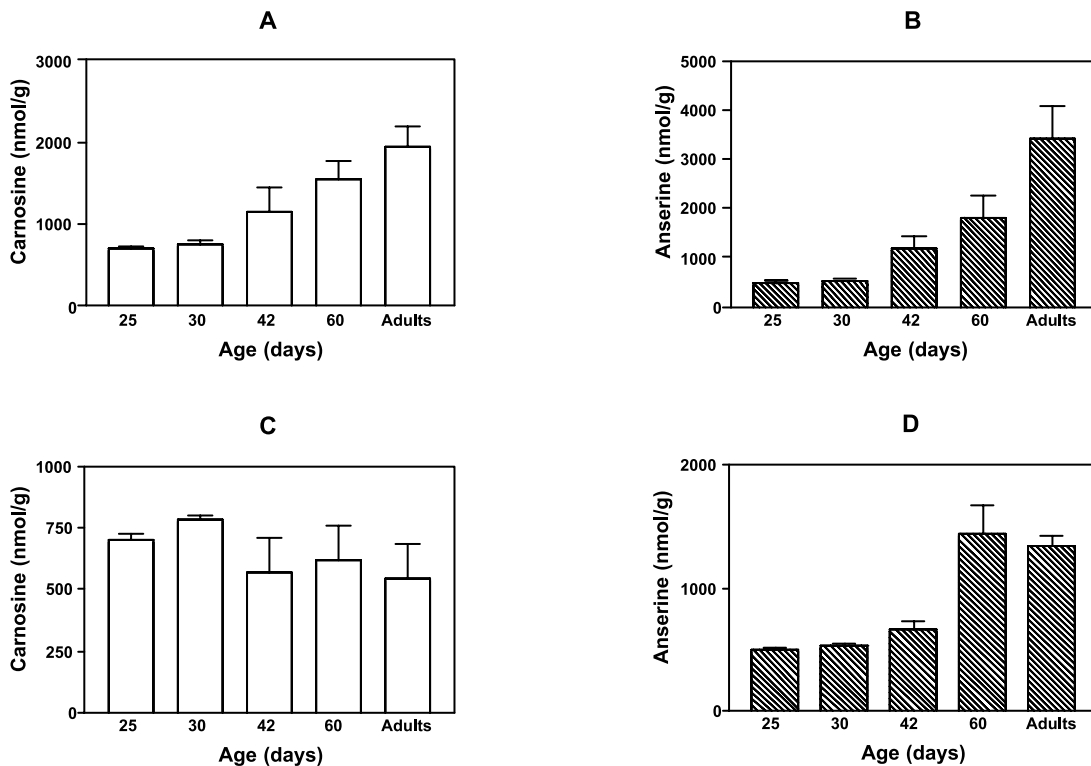 A
Carnosine (nmol/g)
3000
2000
1000
0
25 30 42 60 Adults
Age (days)
B
Anserine (nmol/g)
5000
4000
3000
2000
1000
0
25 30 42 60 Adults
Age (days)
C
Carnosine (nmol/g)
1000
750
500
250
0
25 30 42 60 Adults
Age (days)
D
Anserine (nmol/g)
2000
1000
0
25 30 42 60 Adults
Age (days)